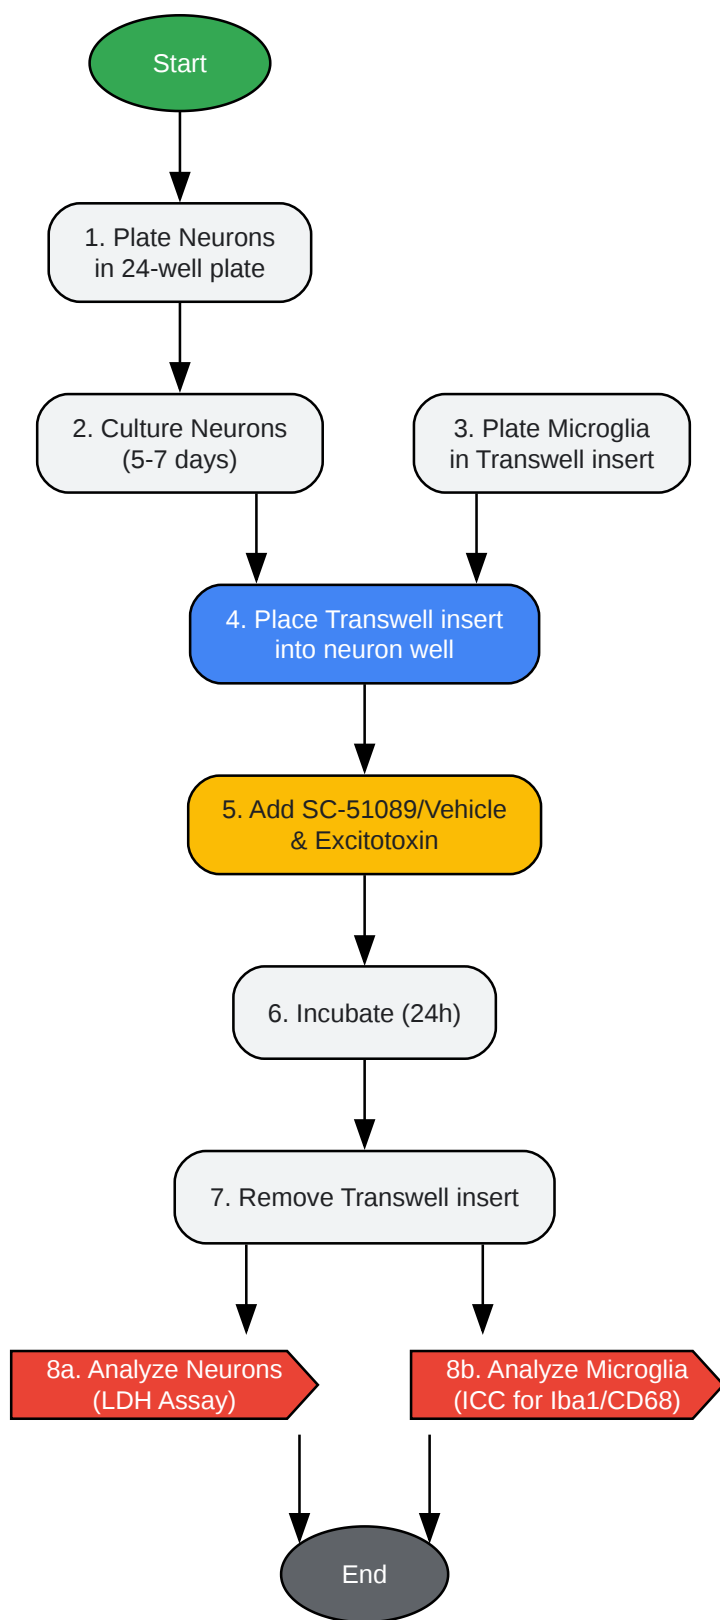 Start
1. Plate Neurons
in 24-well plate
2. Culture Neurons
(5-7 days)
3. Plate Microglia
in Transwell insert
4. Place Transwell insert
into neuron well
5. Add SC-51089/Vehicle
& Excitotoxin
6. Incubate (24h)
7. Remove Transwell insert
8a. Analyze Neurons
(LDH Assay)
8b. Analyze Microglia
(ICC for Iba1/CD68)
End